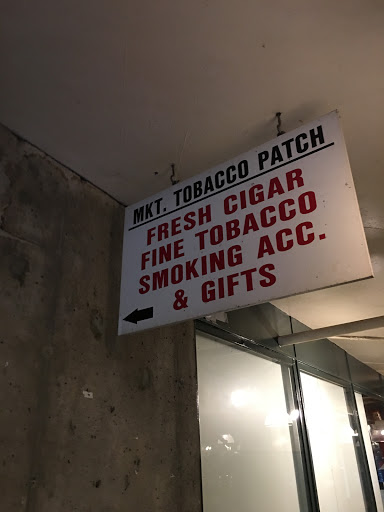 MKT. TOBACCO PATCH
FRESH CIGAR
FINE TOBACCO
SMOKING ACC.
& GIFTS